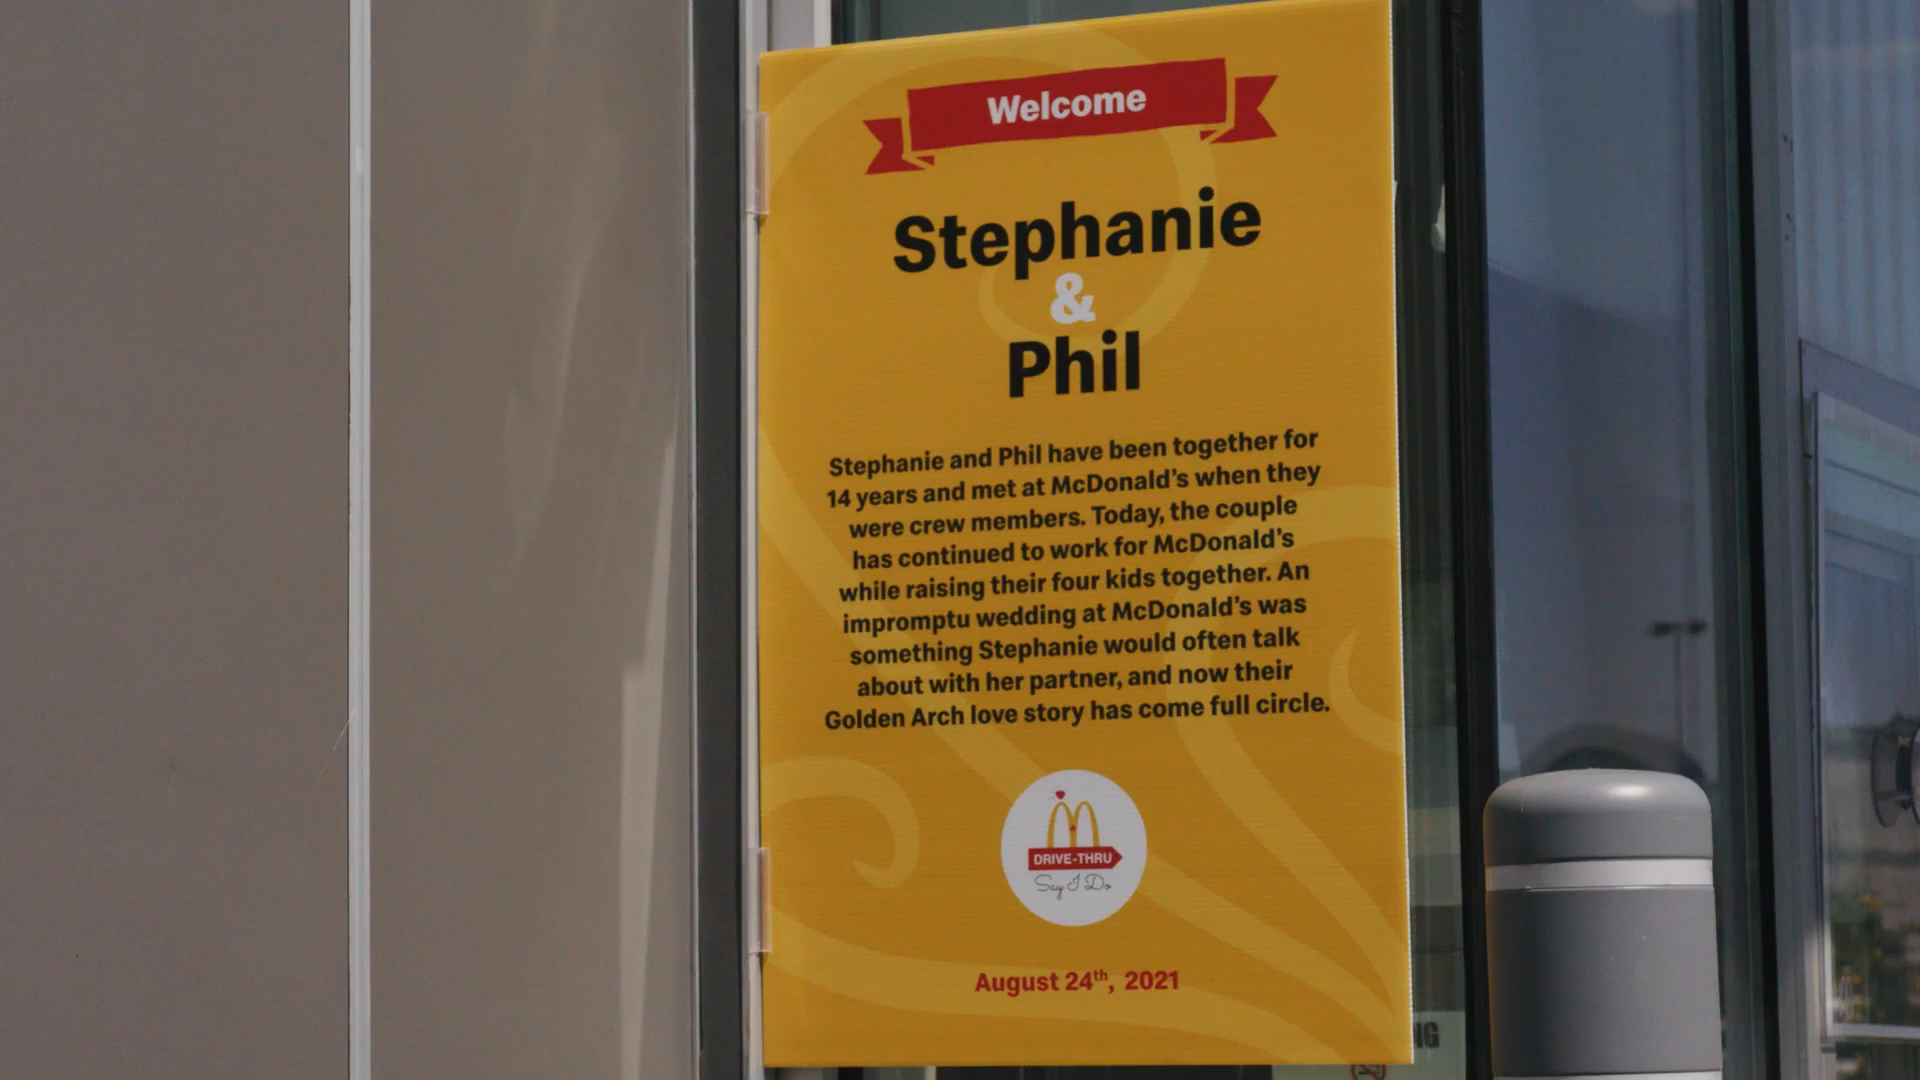 Welcome
Stephanie
&
Phil
Stephanie and Phil have been together for
14 years and met at McDonald's when they
were crew members. Today, the couple
has continued to work for McDonald's
while raising their four kids together. An
impromptu wedding at McDonald's was
something Stephanie would often talk
about with her partner, and now their
Golden Arch love story has come full circle.
DRIVE-THRU
Say I Do
August 24th, 2021